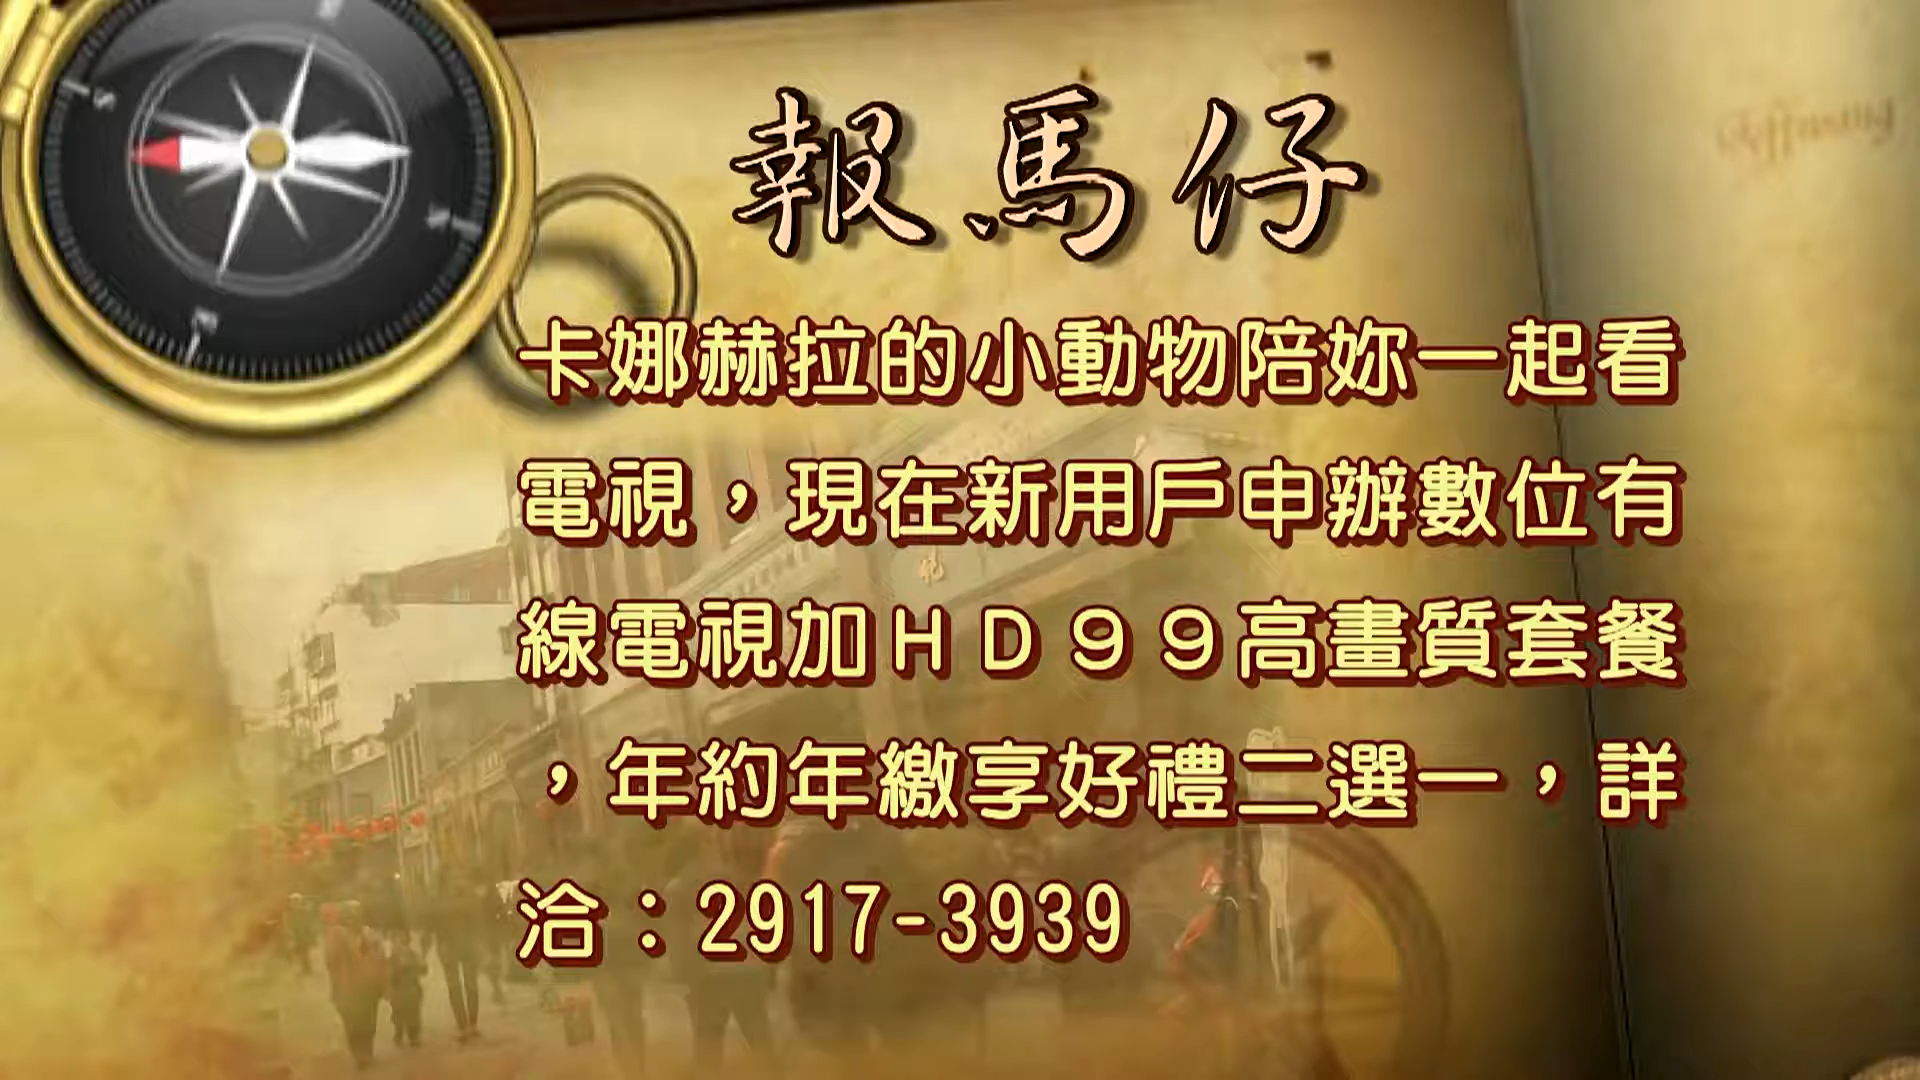 報馬仔
卡娜赫拉的小動物陪妳一起看
電視，現在新用戶申辦數位有
線電視加ＨＤ９９高畫質套餐
，年約年繳享好禮二選一，詳
洽：2917-3939